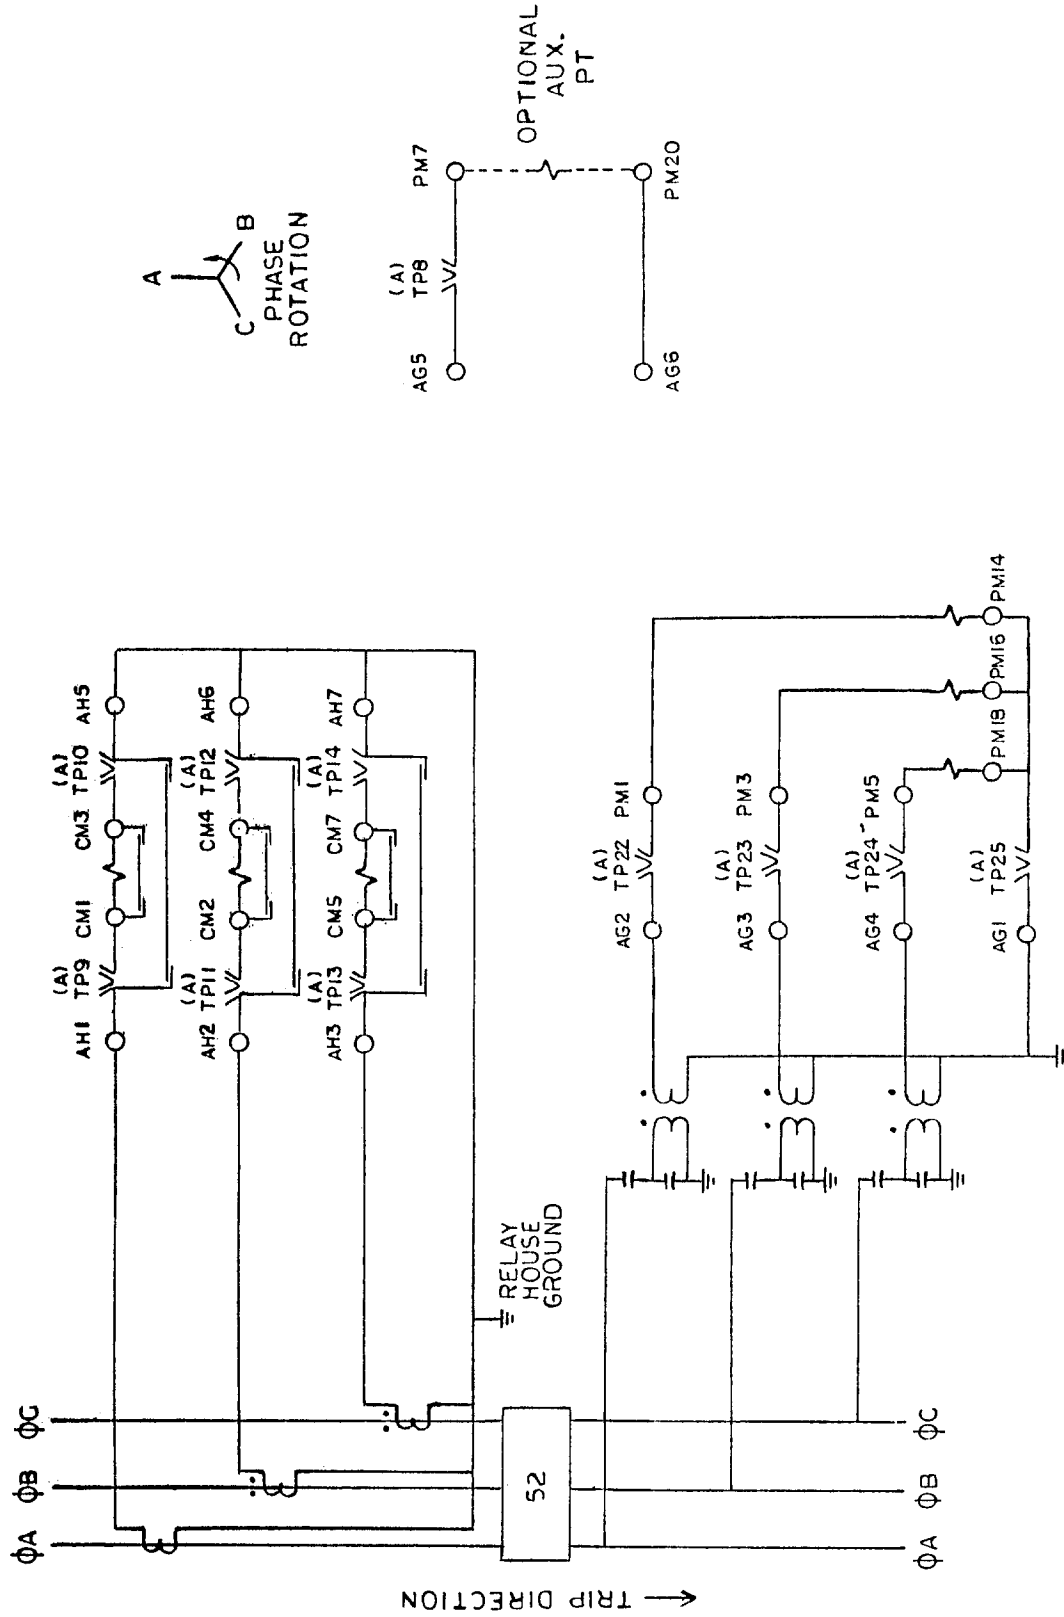 ← TRIP DIRECTION
ϕA
ϕB
ϕC
52
ϕA
ϕB
ϕC
RELAY
HOUSE
GROUND
AH1
(A)
TP9
CM1
CM3
(A)
TP10
AH5
AH2
(A)
TP11
CM2
CM4
(A)
TP12
AH6
AH3
(A)
TP13
CM5
CM7
(A)
TP14
AH7
AG2
(A)
TP22
PM1
AG3
(A)
TP23
PM3
AG4
(A)
TP24
PM5
AG1
(A)
TP25
PM18
PM16
PM14
A
B
C
PHASE
ROTATION
AG5
(A)
TP8
PM7
AG6
PM20
OPTIONAL
AUX.
PT